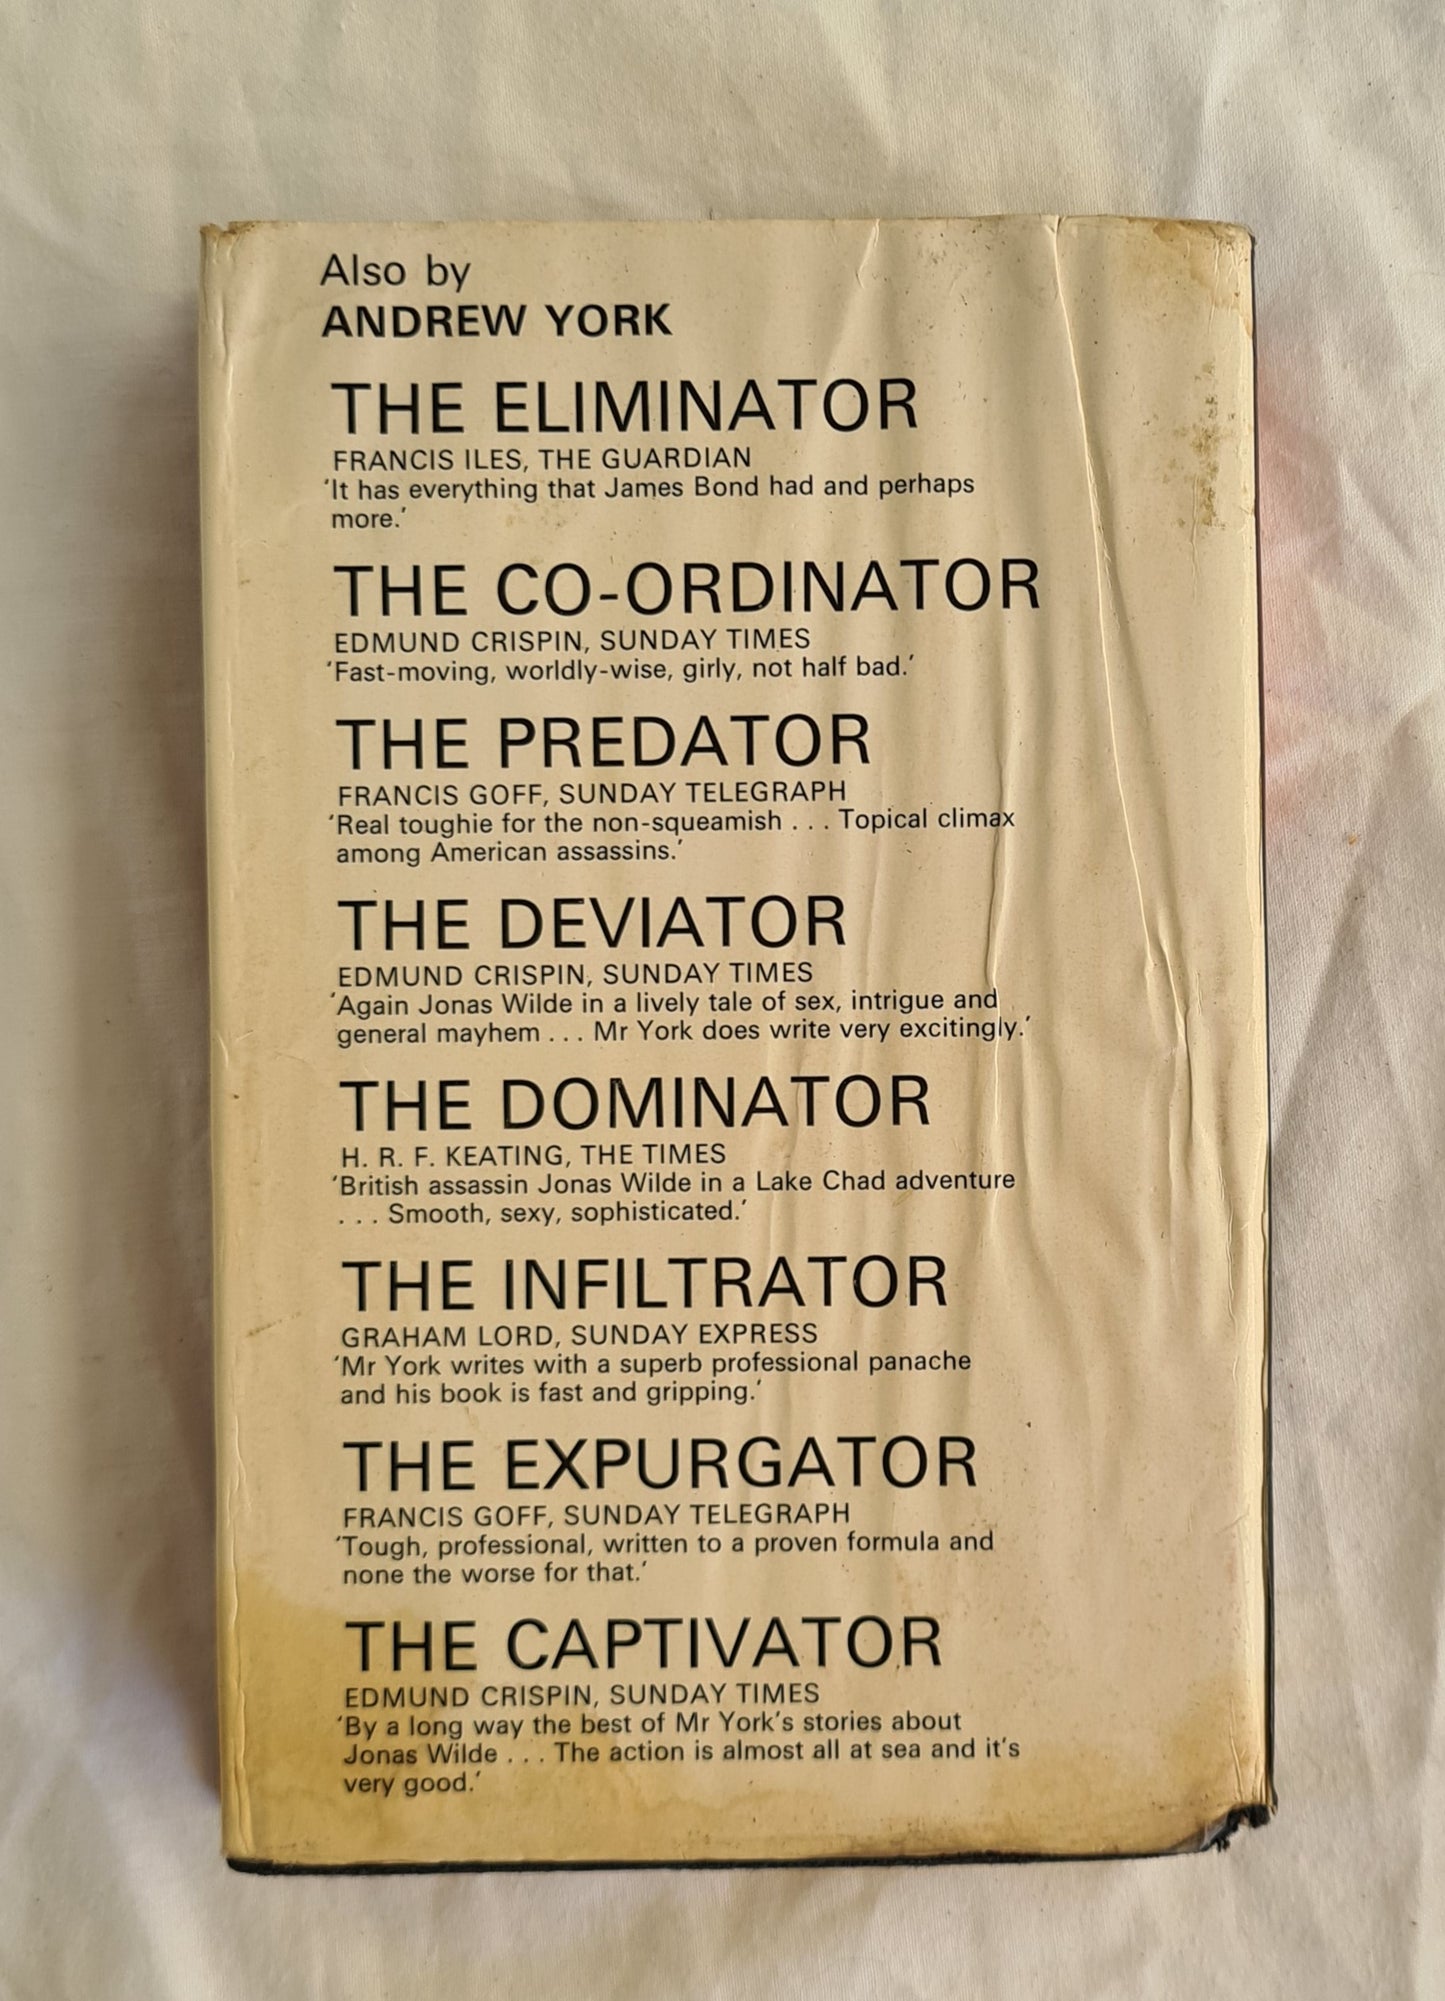 Also by
ANDREW YORK
THE ELIMINATOR
FRANCIS ILES, THE GUARDIAN
‘It has everything that James Bond had and perhaps
more.’
THE CO-ORDINATOR
EDMUND CRISPIN, SUNDAY TIMES
‘Fast-moving, worldly-wise, girly, not half bad.’
THE PREDATOR
FRANCIS GOFF, SUNDAY TELEGRAPH
‘Real toughie for the non-squeamish . . . Topical climax
among American assassins.’
THE DEVIATOR
EDMUND CRISPIN, SUNDAY TIMES
‘Again Jonas Wilde in a lively tale of sex, intrigue and
general mayhem . . . Mr York does write very excitingly.’
THE DOMINATOR
H. R. F. KEATING, THE TIMES
‘British assassin Jonas Wilde in a Lake Chad adventure
. . . Smooth, sexy, sophisticated.’
THE INFILTRATOR
GRAHAM LORD, SUNDAY EXPRESS
‘Mr York writes with a superb professional panache
and his book is fast and gripping.’
THE EXPURGATOR
FRANCIS GOFF, SUNDAY TELEGRAPH
‘Tough, professional, written to a proven formula and
none the worse for that.’
THE CAPTIVATOR
EDMUND CRISPIN, SUNDAY TIMES
‘By a long way the best of Mr York's stories about
Jonas Wilde . . . The action is almost all at sea and it's
very good.’